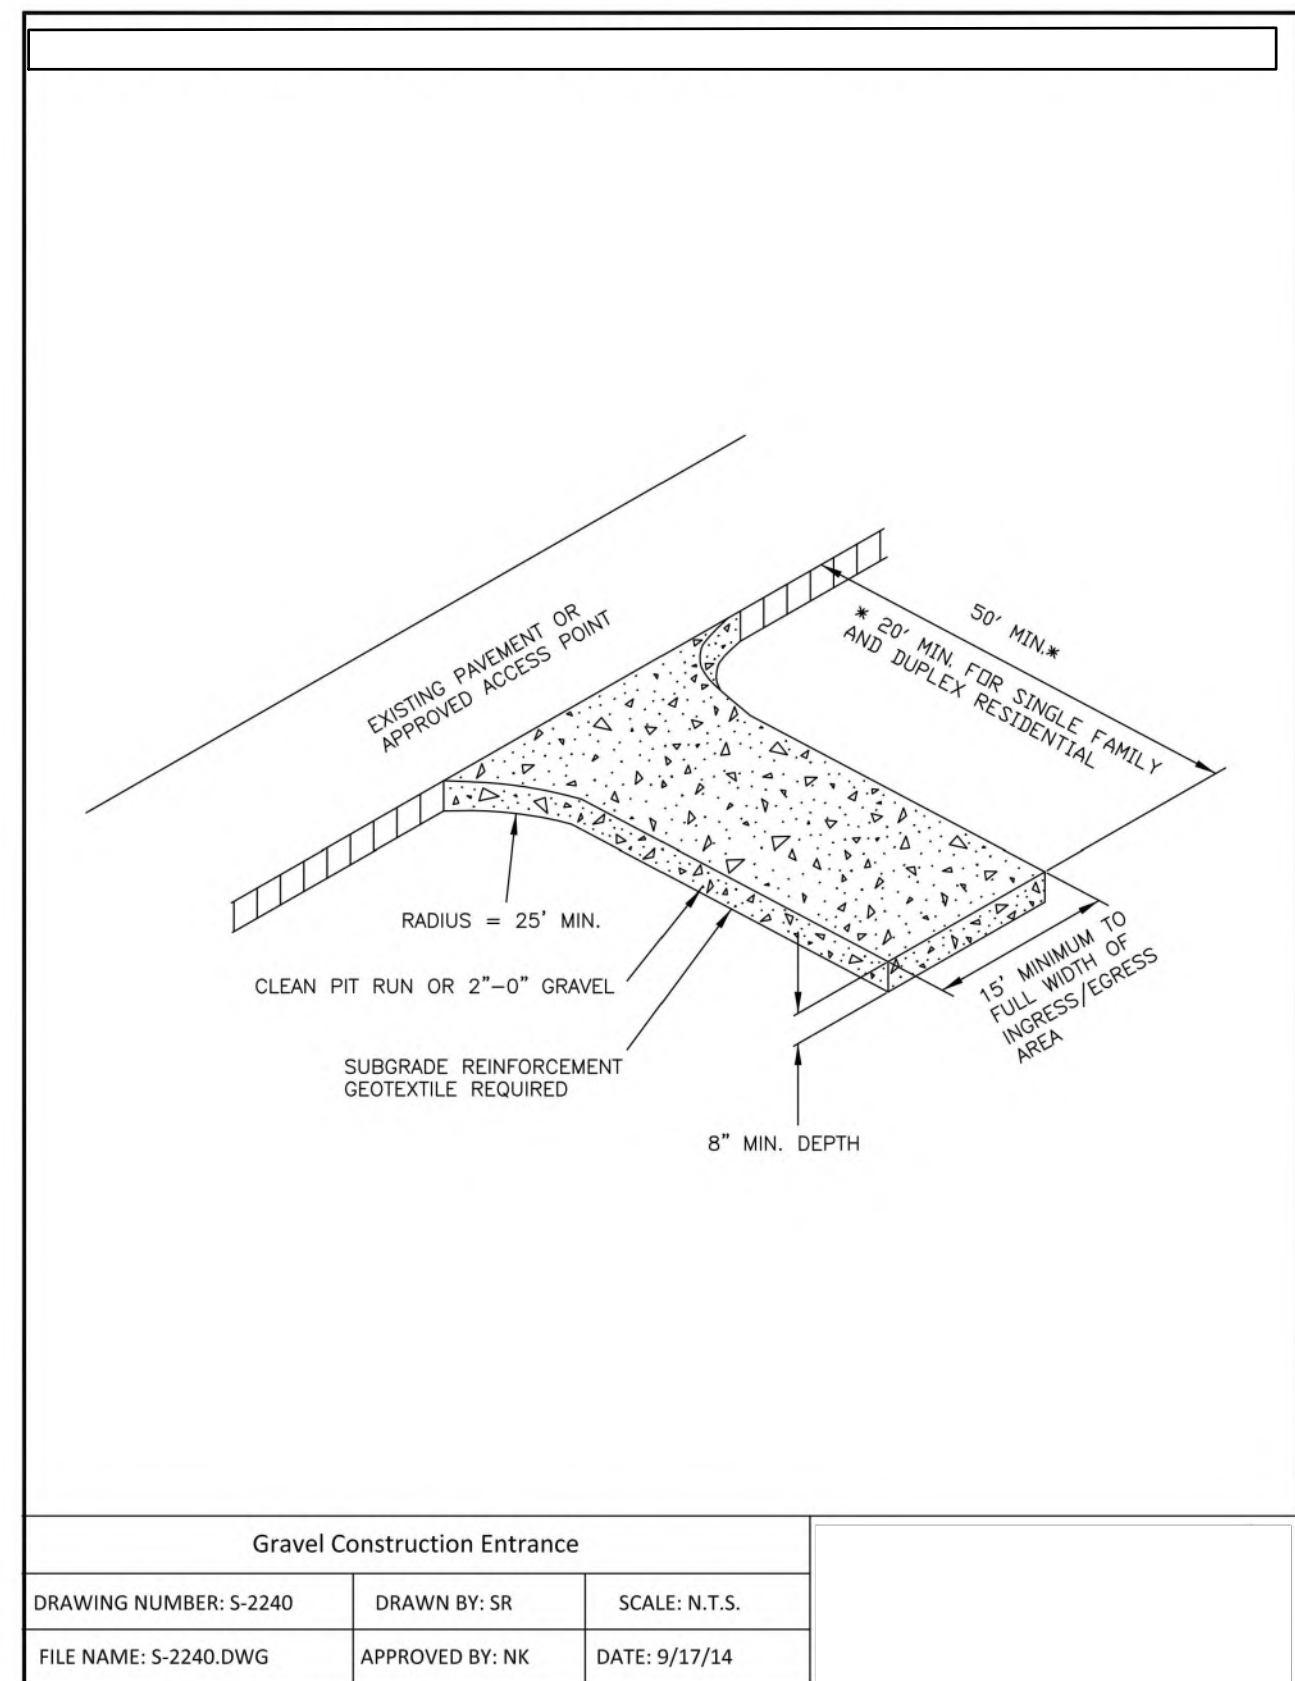 EXISTING PAVEMENT OR
APPROVED ACCESS POINT
50' MIN.*
* 20' MIN. FOR SINGLE FAMILY
AND DUPLEX RESIDENTIAL
RADIUS = 25' MIN.
CLEAN PIT RUN OR 2"-0" GRAVEL
SUBGRADE REINFORCEMENT
GEOTEXTILE REQUIRED
15' MINIMUM TO
FULL WIDTH OF
INGRESS/EGRESS
AREA
8" MIN. DEPTH
Gravel Construction Entrance
DRAWING NUMBER: S-2240
DRAWN BY: SR
SCALE: N.T.S.
FILE NAME: S-2240.DWG
APPROVED BY: NK
DATE: 9/17/14